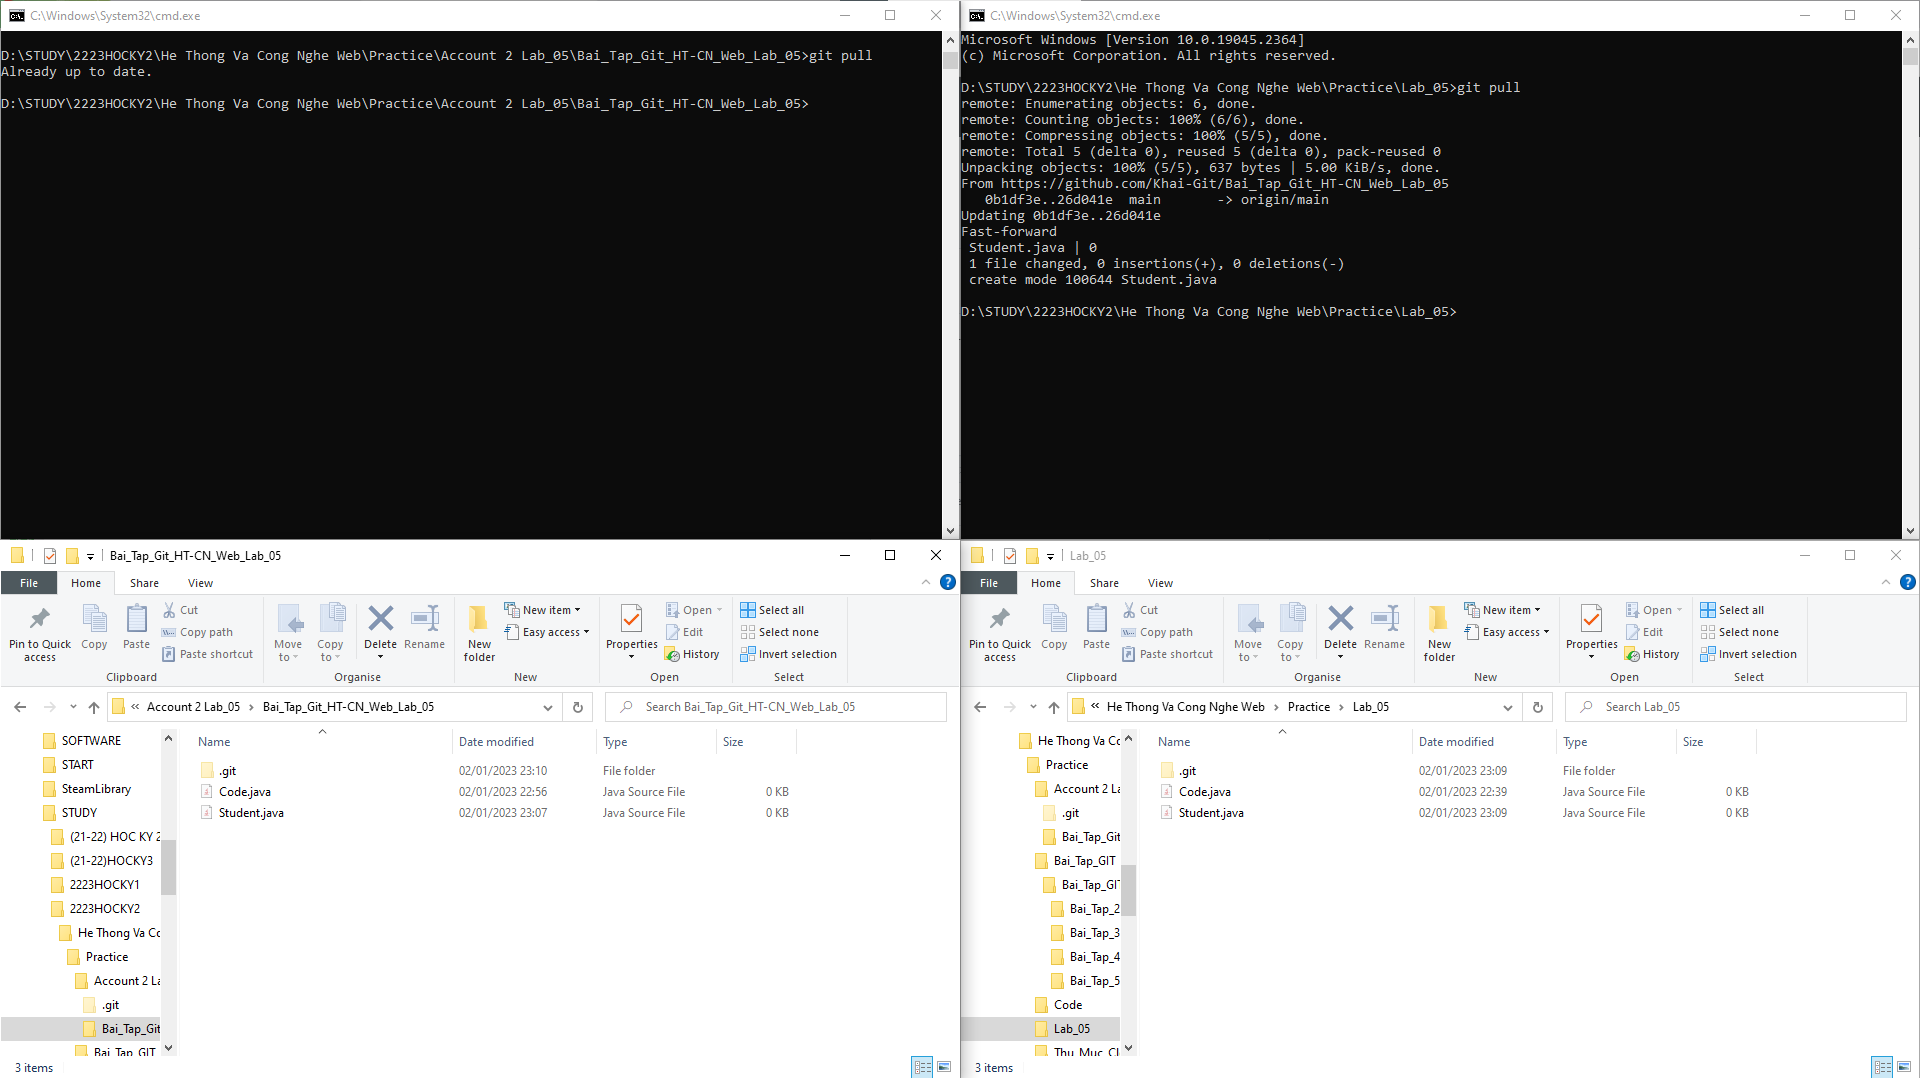 C:\Windows\System32\cmd.exe
D:\STUDY\2223HOCKY2\He Thong Va Cong Nghe Web\Practice\Account 2 Lab_05\Bai_Tap_Git_HT-CN_Web_Lab_05>git pull
Already up to date.
D:\STUDY\2223HOCKY2\He Thong Va Cong Nghe Web\Practice\Account 2 Lab_05\Bai_Tap_Git_HT-CN_Web_Lab_05>
C:\Windows\System32\cmd.exe
Microsoft Windows [Version 10.0.19045.2364]
(c) Microsoft Corporation. All rights reserved.
D:\STUDY\2223HOCKY2\He Thong Va Cong Nghe Web\Practice\Lab_05>git pull
remote: Enumerating objects: 6, done.
remote: Counting objects: 100% (6/6), done.
remote: Compressing objects: 100% (5/5), done.
remote: Total 5 (delta 0), reused 5 (delta 0), pack-reused 0
Unpacking objects: 100% (5/5), 637 bytes | 5.00 KiB/s, done.
From https://github.com/Khai-Git/Bai_Tap_Git_HT-CN_Web_Lab_05
0b1df3e..26d041e  main       -> origin/main
Updating 0b1df3e..26d041e
Fast-forward
Student.java | 0
1 file changed, 0 insertions(+), 0 deletions(-)
create mode 100644 Student.java
D:\STUDY\2223HOCKY2\He Thong Va Cong Nghe Web\Practice\Lab_05>
Bai_Tap_Git_HT-CN_Web_Lab_05
File Home Share View
Pin to Quick access
Copy
Paste
Cut
Copy path
Paste shortcut
Clipboard
Move to
Copy to
Delete
Rename
Organise
New folder
New item
Easy access
New
Properties
Open
Edit
History
Open
Select all
Select none
Invert selection
Select
« Account 2 Lab_05 › Bai_Tap_Git_HT-CN_Web_Lab_05
Search Bai_Tap_Git_HT-CN_Web_Lab_05
SOFTWARE
START
SteamLibrary
STUDY
(21-22) HOC KY 2
(21-22)HOCKY3
2223HOCKY1
2223HOCKY2
He Thong Va Cc
Practice
Account 2 La
.git
Bai_Tap_Git
Bai_Tap_GIT
Name Date modified Type Size
.git 02/01/2023 23:10 File folder
Code.java 02/01/2023 22:56 Java Source File 0 KB
Student.java 02/01/2023 23:07 Java Source File 0 KB
3 items
Lab_05
File Home Share View
Pin to Quick access
Copy
Paste
Cut
Copy path
Paste shortcut
Clipboard
Move to
Copy to
Delete
Rename
Organise
New folder
New item
Easy access
New
Properties
Open
Edit
History
Open
Select all
Select none
Invert selection
Select
« He Thong Va Cong Nghe Web › Practice › Lab_05
Search Lab_05
He Thong Va Cc
Practice
Account 2 La
.git
Bai_Tap_Git
Bai_Tap_GIT
Bai_Tap_GI
Bai_Tap_2
Bai_Tap_3
Bai_Tap_4
Bai_Tap_5
Code
Lab_05
Thu_Muc_Cl
Name Date modified Type Size
.git 02/01/2023 23:09 File folder
Code.java 02/01/2023 22:39 Java Source File 0 KB
Student.java 02/01/2023 23:09 Java Source File 0 KB
3 items